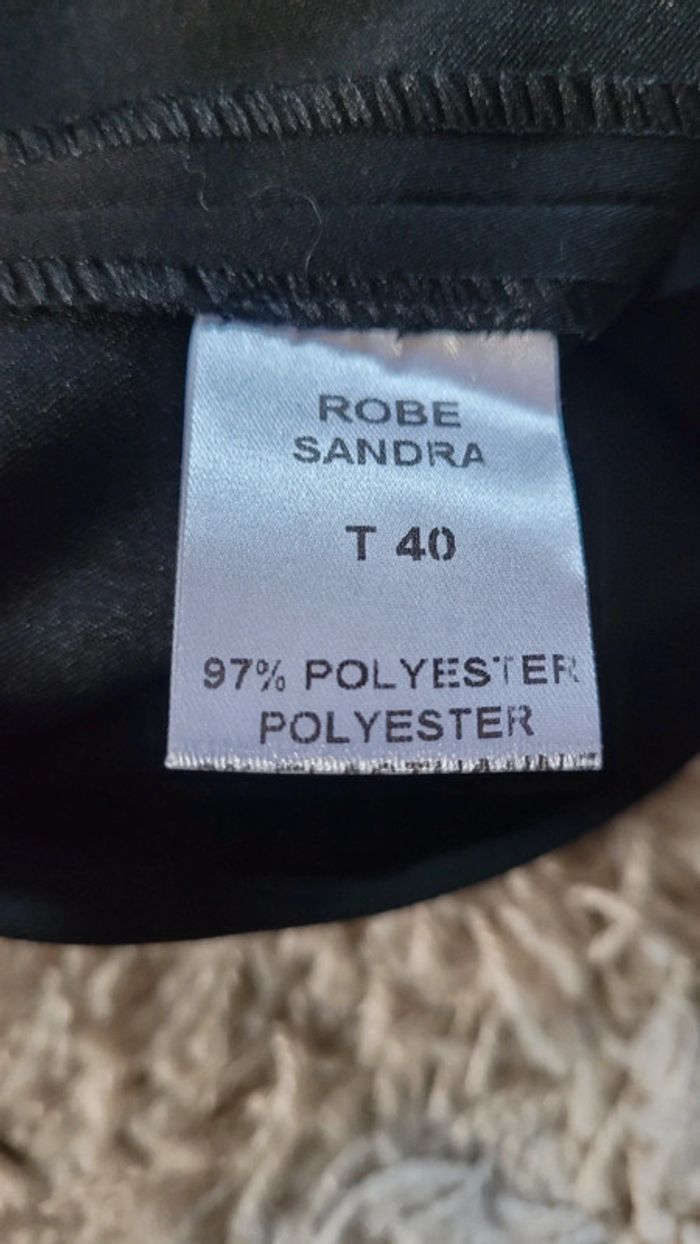 ROBE
SANDRA
T 40
97% POLYESTER
POLYESTER